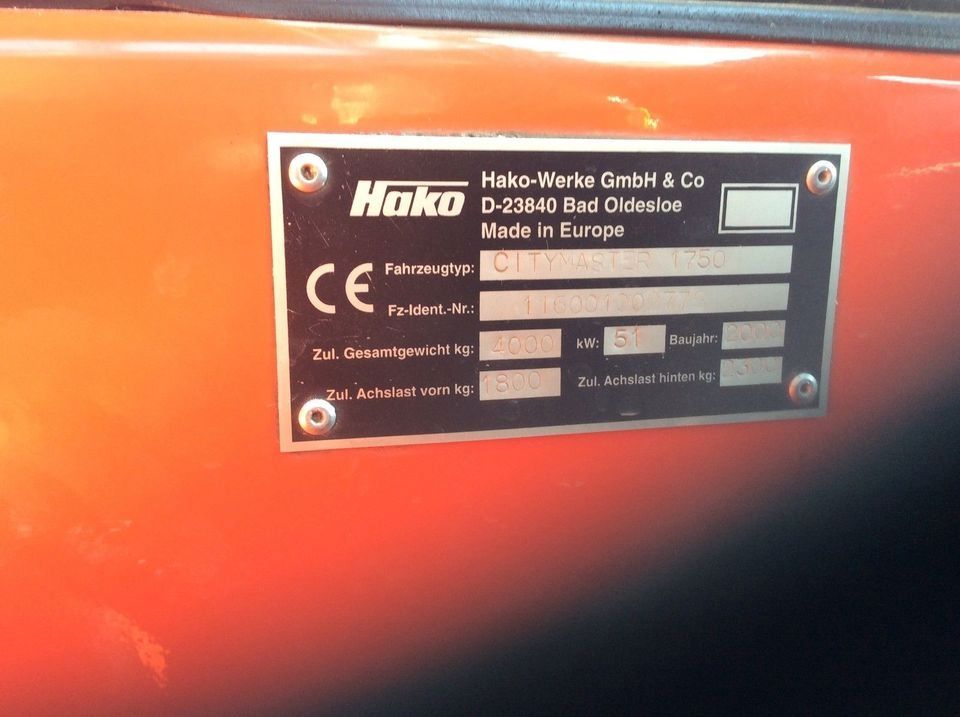 Hako
Hako-Werke GmbH & Co
D-23840 Bad Oldesloe
Made in Europe
CE
Fahrzeugtyp: CITYMASTER 1750
Fz-Ident.-Nr.:
Zul. Gesamtgewicht kg: 4000 kW: 51 Baujahr: 2000
Zul. Achslast vorn kg: 1800 Zul. Achslast hinten kg: 2300